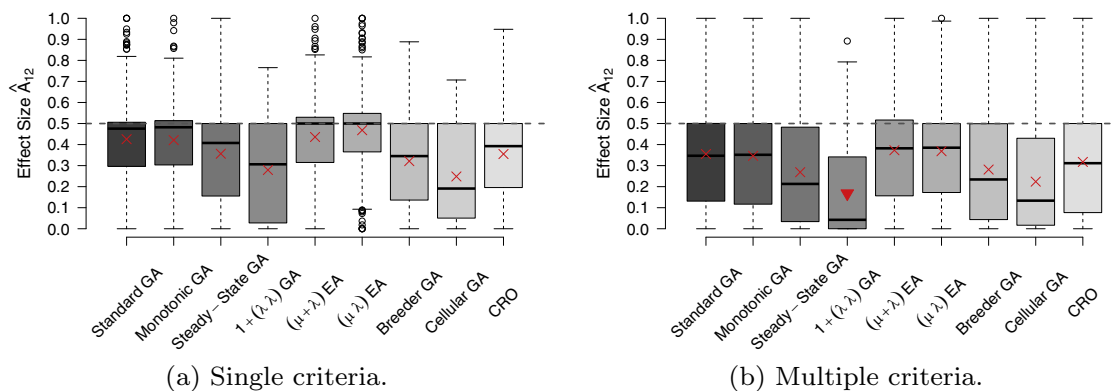 Effect Size Â12
1.0
0.9
0.8
0.7
0.6
0.5
0.4
0.3
0.2
0.1
0.0
Standard GA
Monotonic GA
Steady−State GA
1 + (λ, λ) GA
(μ + λ) EA
(μ, λ) EA
Breeder GA
Cellular GA
CRO
(a) Single criteria.
Effect Size Â12
1.0
0.9
0.8
0.7
0.6
0.5
0.4
0.3
0.2
0.1
0.0
Standard GA
Monotonic GA
Steady−State GA
1 + (λ, λ) GA
(μ + λ) EA
(μ, λ) EA
Breeder GA
Cellular GA
CRO
(b) Multiple criteria.